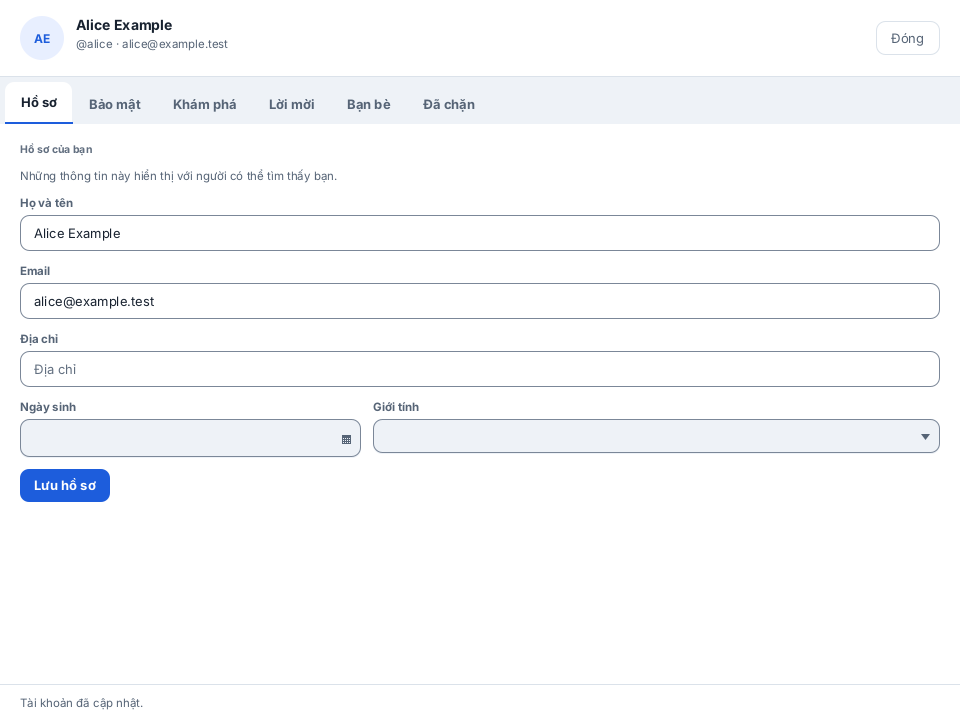 AE
Alice Example
@alice · alice@example.test
Đóng
Hồ sơ
Bảo mật
Khám phá
Lời mời
Bạn bè
Đã chặn
Hồ sơ của bạn
Những thông tin này hiển thị với người có thể tìm thấy bạn.
Họ và tên
Alice Example
Email
alice@example.test
Địa chỉ
Địa chỉ
Ngày sinh
Giới tính
Lưu hồ sơ
Tài khoản đã cập nhật.